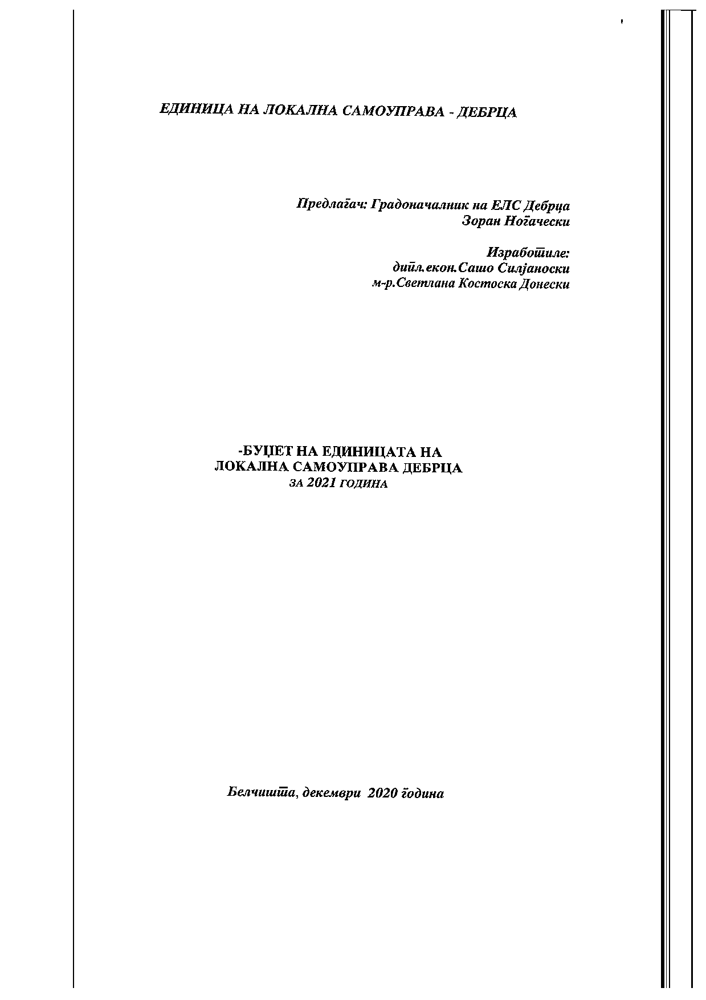 ЕДИНИЦА НА ЛОКАЛНА САМОУПРАВА - ДЕБРЦА
Предлагач: Градоначалник на ЕЛС Дебрца
Зоран Ногачески
Изработиле:
дипл.екон.Сашо Силјаноски
м-р.Светлана Костоска Донески
-БУЏЕТ НА ЕДИНИЦАТА НА
ЛОКАЛНА САМОУПРАВА ДЕБРЦА
ЗА 2021 ГОДИНА
Белчишта, декември 2020 година